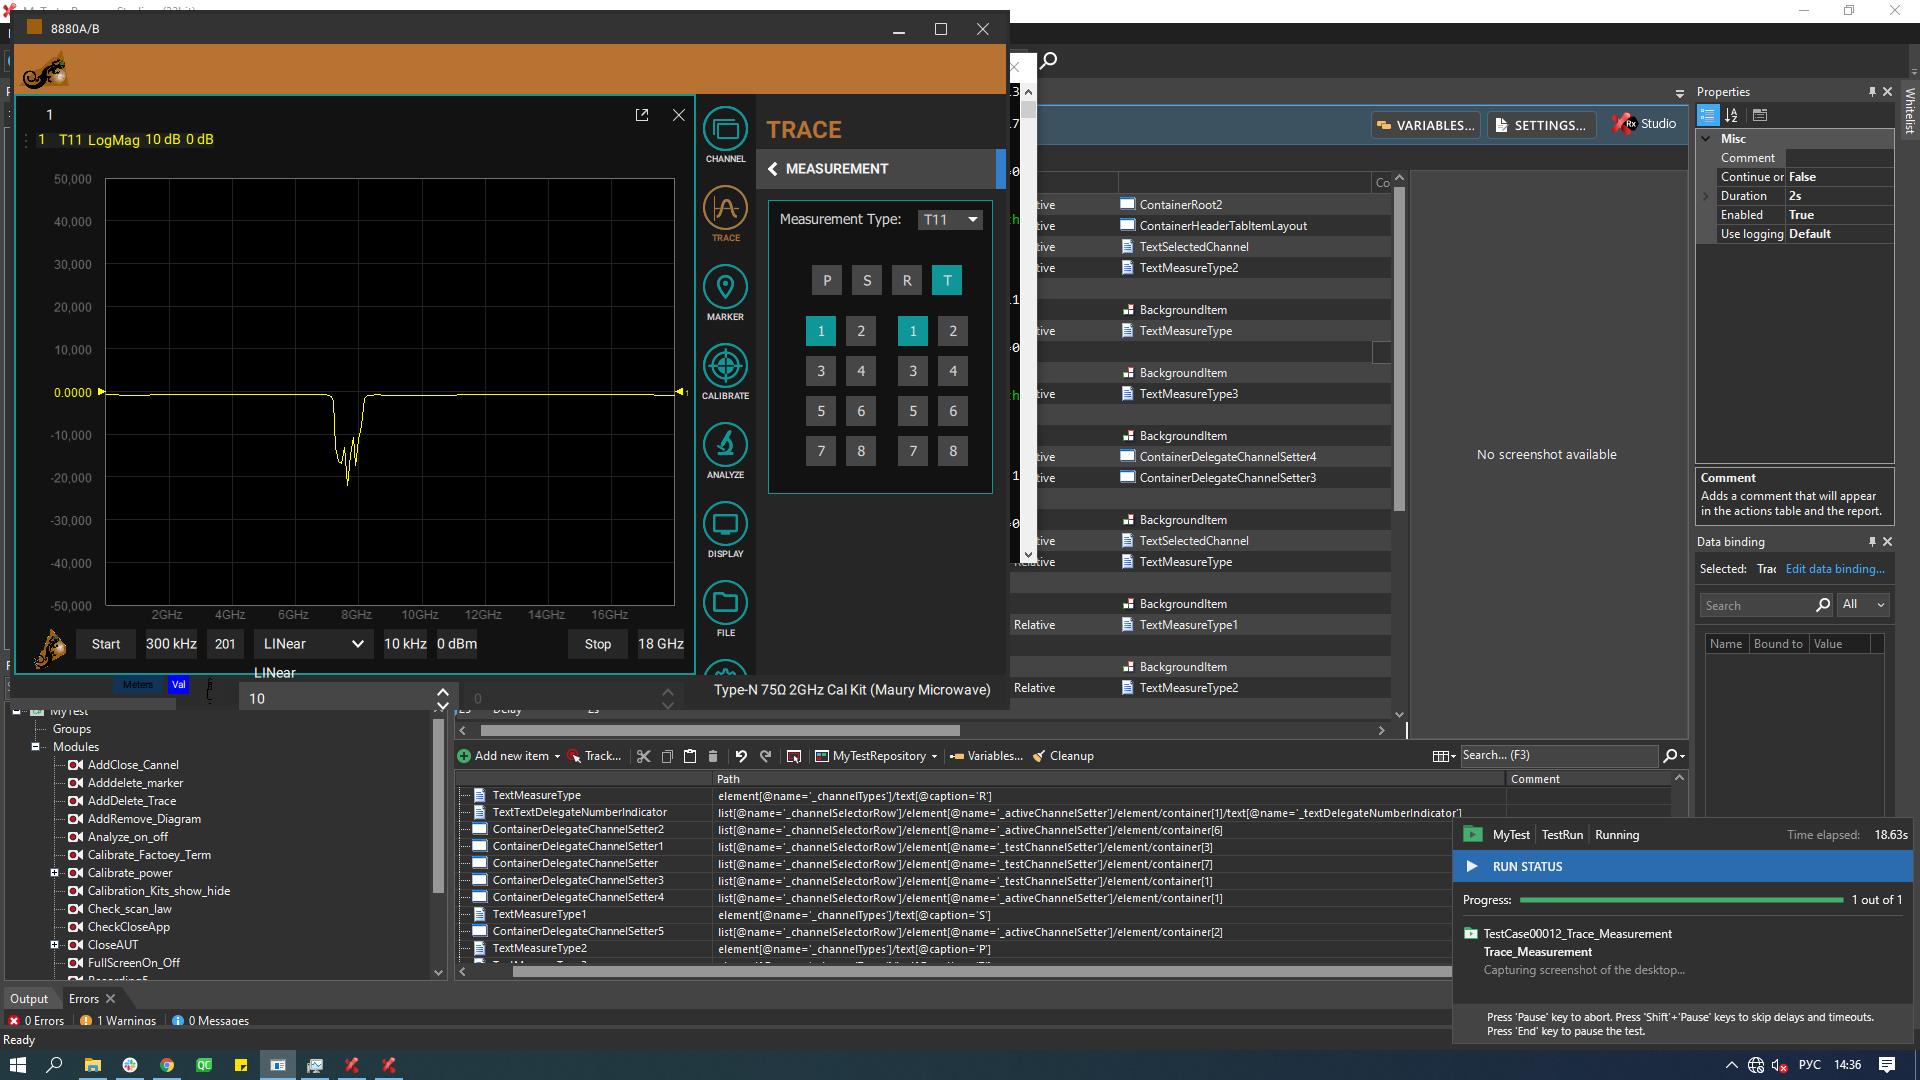 8880A/B
1
1 T11 LogMag 10 dB 0 dB
50,000
40,000
30,000
20,000
10,000
0.0000
-10,000
-20,000
-30,000
-40,000
-50,000
2GHz 4GHz 6GHz 8GHz 10GHz 12GHz 14GHz 16GHz
1
Start 300 kHz 201 LINear 10 kHz 0 dBm Stop 18 GHz
LINear
Meters Val
10
0
Type-N 75Ω 2GHz Cal Kit (Maury Microwave)
CHANNEL
TRACE
MARKER
CALIBRATE
ANALYZE
DISPLAY
FILE
TRACE
MEASUREMENT
Measurement Type: T11
P S R T
1 2 1 2
3 4 3 4
5 6 5 6
7 8 7 8
VARIABLES...
SETTINGS...
Rx Studio
Co
ContainerRoot2
ContainerHeaderTabItemLayout
TextSelectedChannel
TextMeasureType2
BackgroundItem
TextMeasureType
BackgroundItem
TextMeasureType3
BackgroundItem
ContainerDelegateChannelSetter4
ContainerDelegateChannelSetter3
BackgroundItem
TextSelectedChannel
TextMeasureType
BackgroundItem
Relative TextMeasureType1
BackgroundItem
Relative TextMeasureType2
No screenshot available
Properties
Whitelist
Misc
Comment
Continue or False
Duration 2s
Enabled True
Use logging Default
Comment
Adds a comment that will appear
in the actions table and the report.
Data binding
Selected: Trac Edit data binding...
Search All
Name Bound to Value
MyTest
Groups
Modules
AddClose_Cannel
Adddelete_marker
AddDelete_Trace
AddRemove_Diagram
Analyze_on_off
Calibrate_Factoey_Term
Calibrate_power
Calibration_Kits_show_hide
Check_scan_law
CheckCloseApp
CloseAUT
FullScreenOn_Off
Add new item Track... MyTestRepository Variables... Cleanup
Search... (F3)
Path Comment
TextMeasureType element[@name='_channelTypes']/text[@caption='R']
TextTextDelegateNumberIndicator list[@name='_channelSelectorRow']/element[@name='_activeChannelSetter']/element/container[1]/text[@name='_textDelegateNumberIndicator']
ContainerDelegateChannelSetter2 list[@name='_channelSelectorRow']/element[@name='_activeChannelSetter']/element/container[6]
ContainerDelegateChannelSetter1 list[@name='_channelSelectorRow']/element[@name='_testChannelSetter']/element/container[3]
ContainerDelegateChannelSetter list[@name='_channelSelectorRow']/element[@name='_activeChannelSetter']/element/container[7]
ContainerDelegateChannelSetter3 list[@name='_channelSelectorRow']/element[@name='_testChannelSetter']/element/container[1]
ContainerDelegateChannelSetter4 list[@name='_channelSelectorRow']/element[@name='_activeChannelSetter']/element/container[1]
TextMeasureType1 element[@name='_channelTypes']/text[@caption='S']
ContainerDelegateChannelSetter5 list[@name='_channelSelectorRow']/element[@name='_activeChannelSetter']/element/container[2]
TextMeasureType2 element[@name='_channelTypes']/text[@caption='P']
MyTest TestRun Running Time elapsed: 18.63s
RUN STATUS
Progress: 1 out of 1
TestCase00012_Trace_Measurement
Trace_Measurement
Capturing screenshot of the desktop...
Press 'Pause' key to abort. Press 'Shift'+'Pause' keys to skip delays and timeouts.
Press 'End' key to pause the test.
Output Errors
0 Errors 1 Warnings 0 Messages
Ready
QC
РУС 14:36